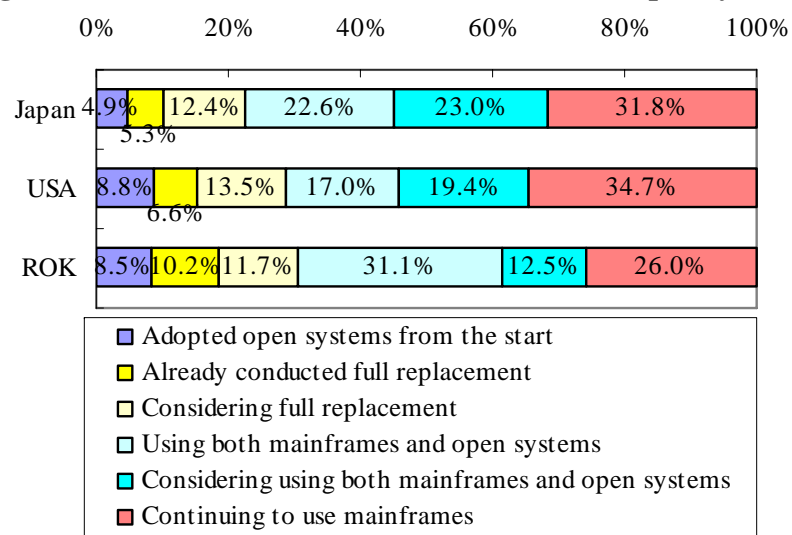 0% 20% 40% 60% 80% 100%
Japan 4.9% 5.3% 12.4% 22.6% 23.0% 31.8%
USA 8.8% 6.6% 13.5% 17.0% 19.4% 34.7%
ROK 8.5% 10.2% 11.7% 31.1% 12.5% 26.0%
Adopted open systems from the start
Already conducted full replacement
Considering full replacement
Using both mainframes and open systems
Considering using both mainframes and open systems
Continuing to use mainframes